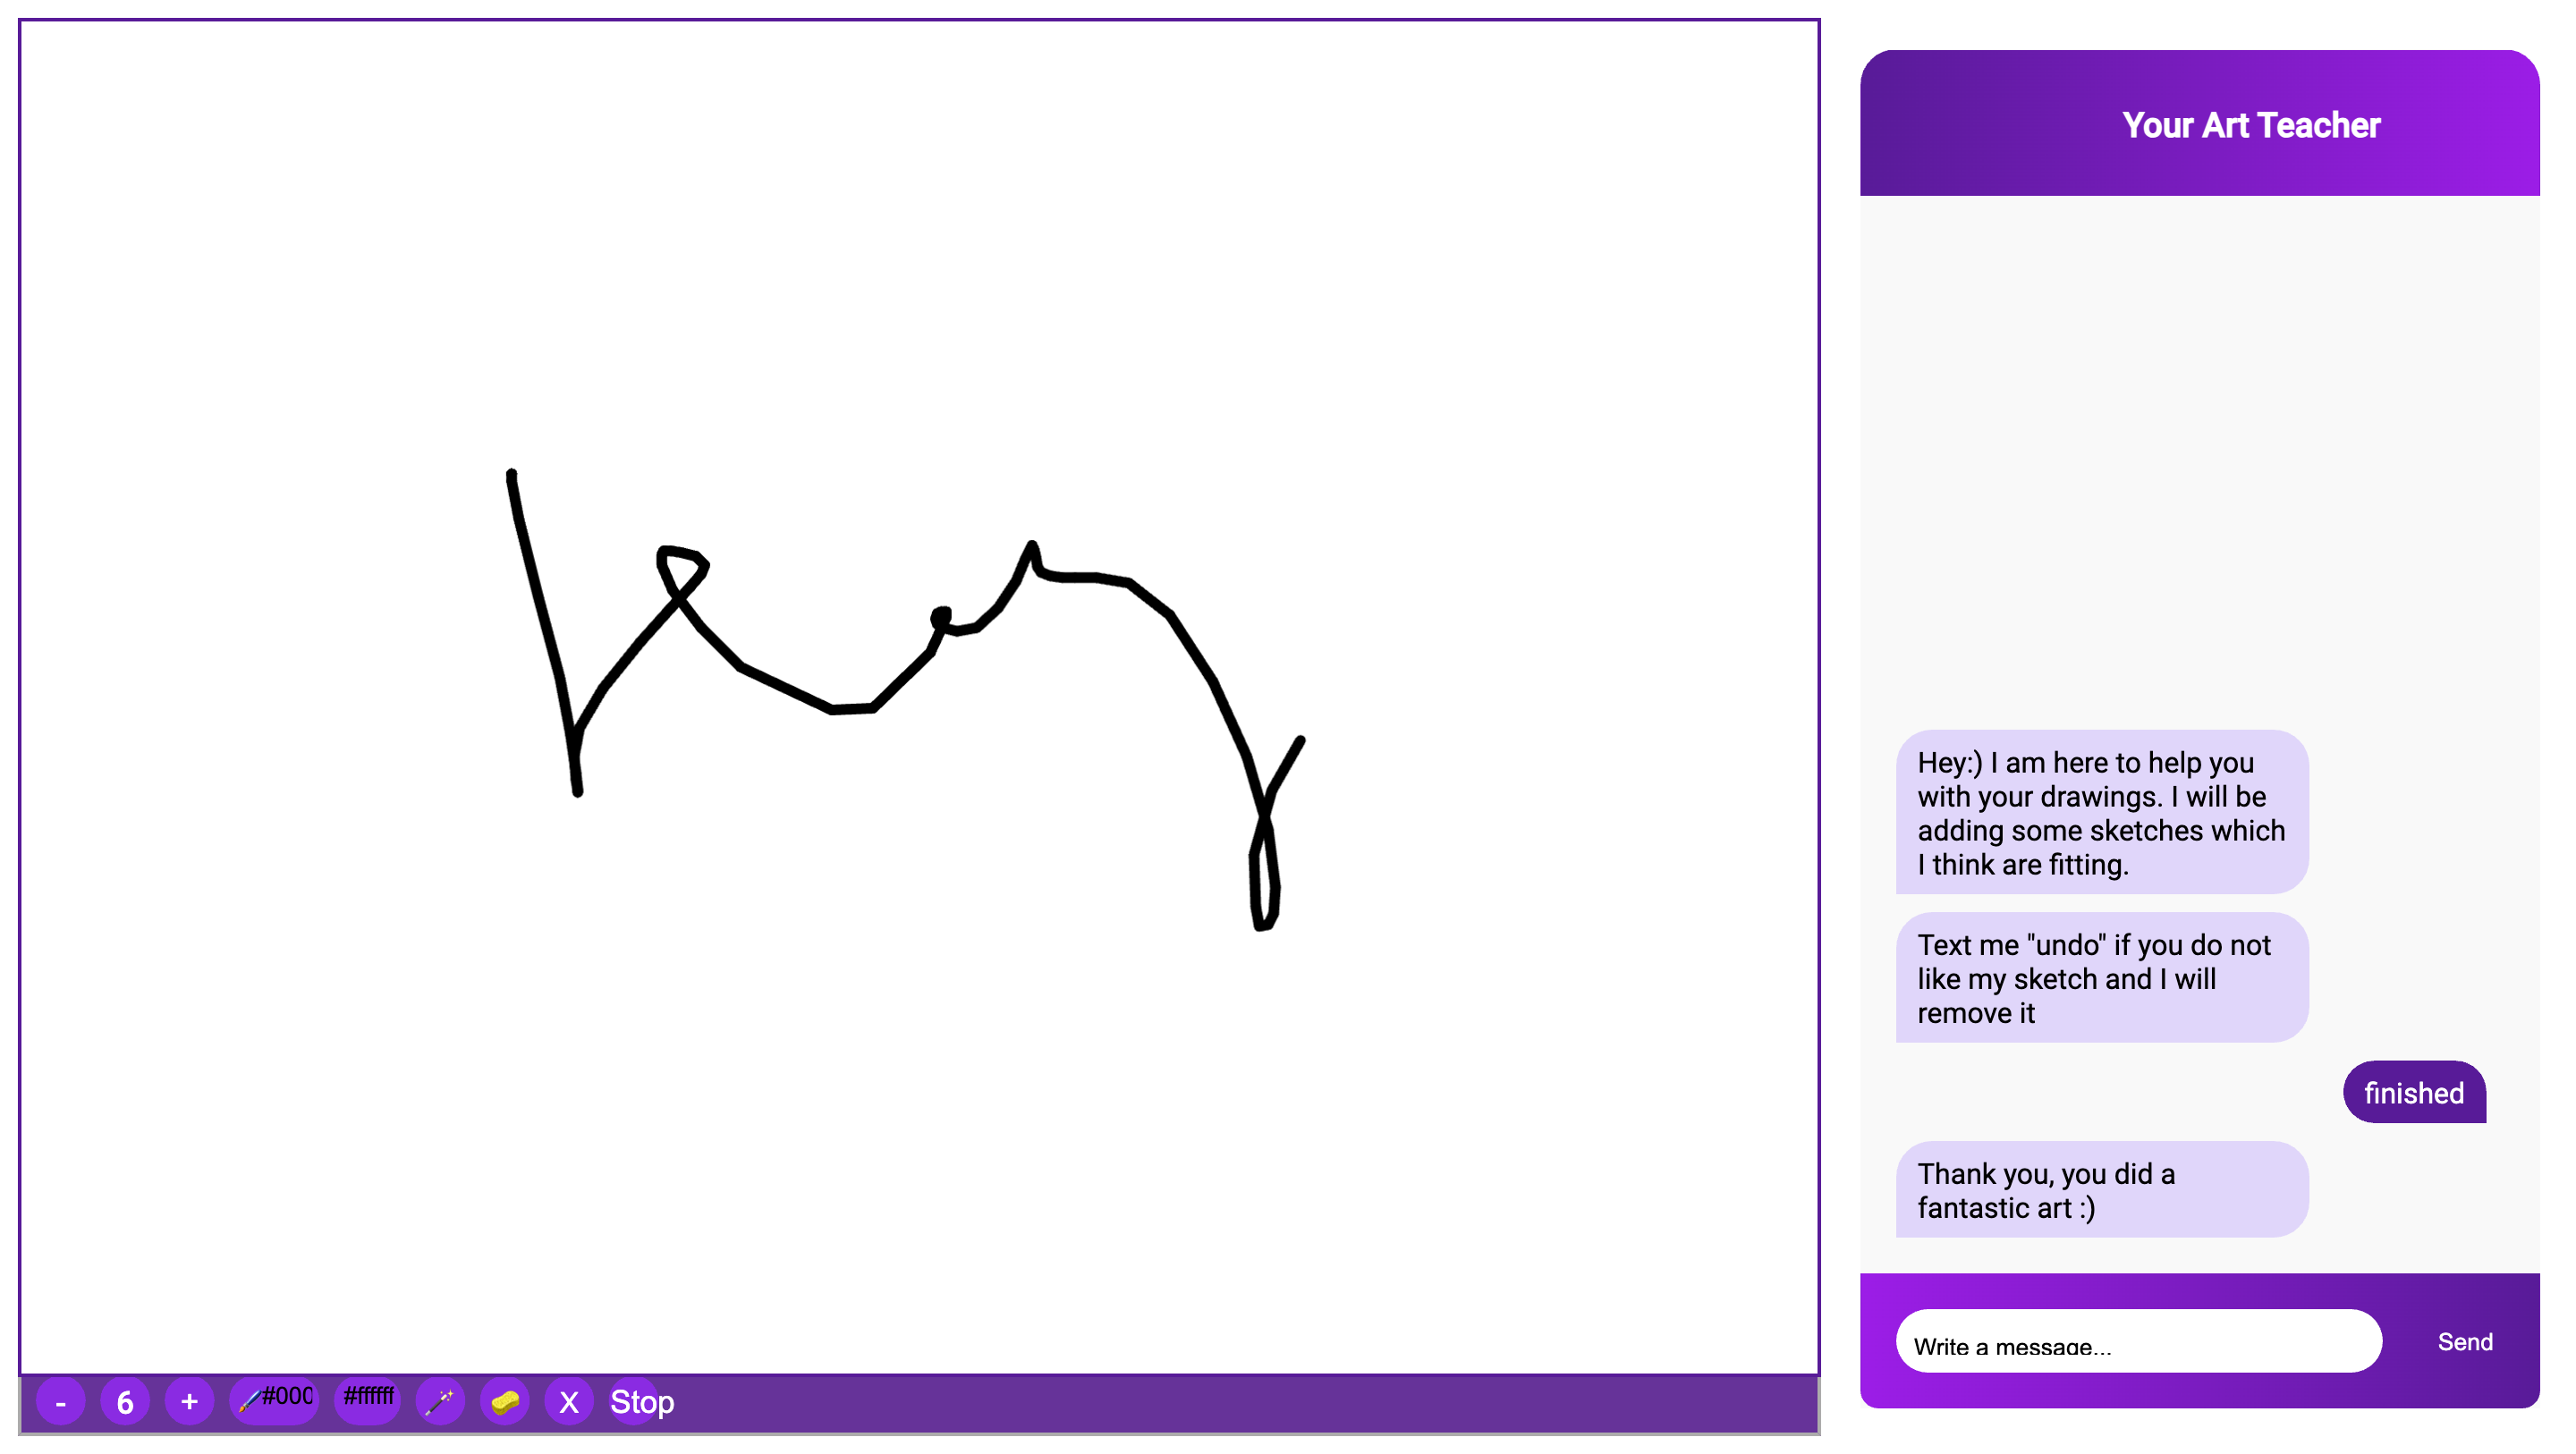 Your Art Teacher
Hey:) I am here to help you
with your drawings. I will be
adding some sketches which
I think are fitting.
Text me "undo" if you do not
like my sketch and I will
remove it
finished
Thank you, you did a
fantastic art :)
Write a message...
Send
- 6 + #000 #ffffff X Stop